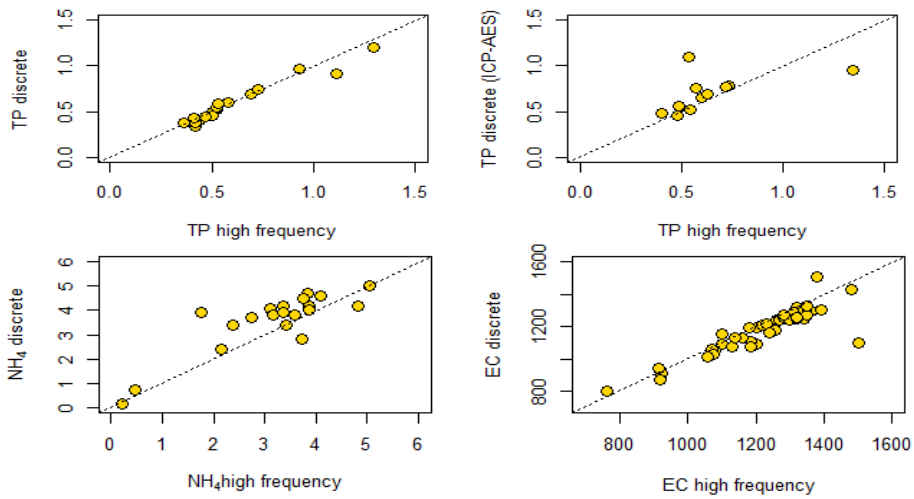 TP discrete
1.5
1.0
0.5
0.0
0.0 0.5 1.0 1.5
TP high frequency
TP discrete (ICP-AES)
1.5
1.0
0.5
0.0
0.0 0.5 1.0 1.5
TP high frequency
NH₄ discrete
6
5
4
3
2
1
0
0 1 2 3 4 5 6
NH₄high frequency
EC discrete
1600
1200
800
800 1000 1200 1400 1600
EC high frequency